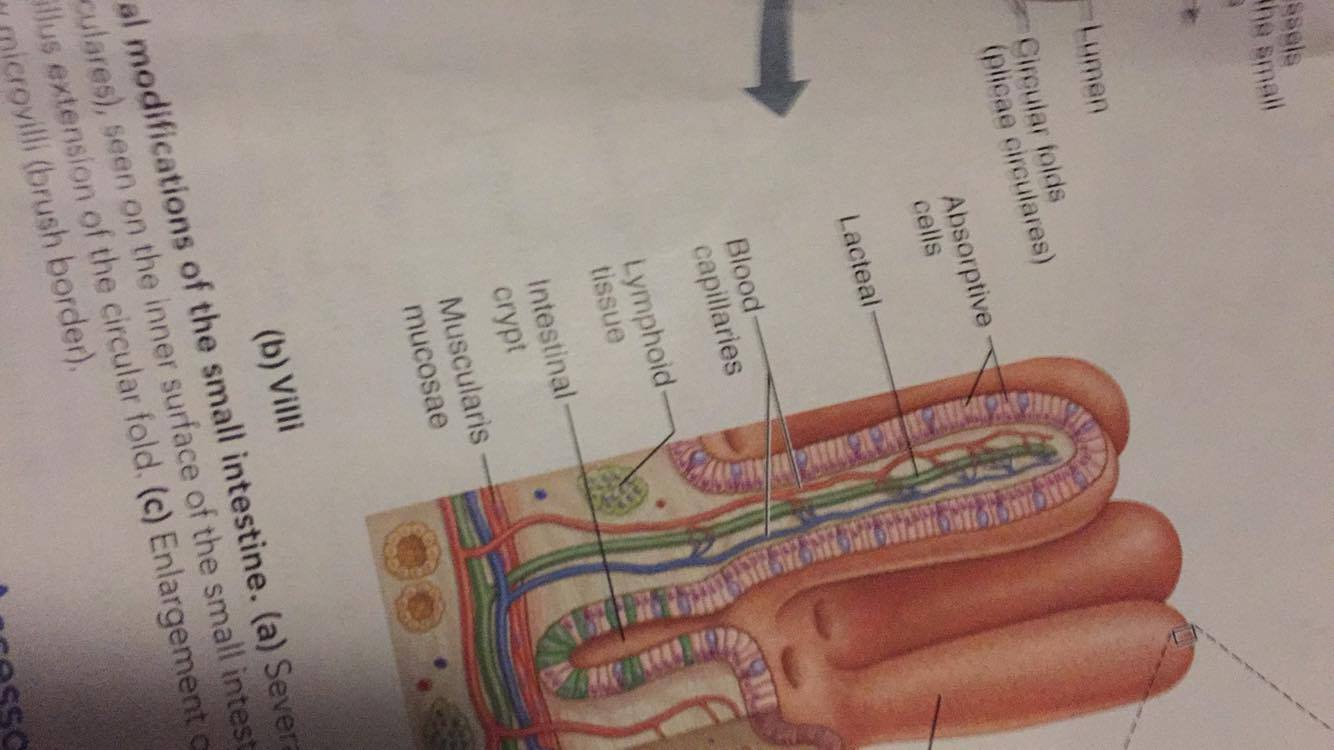 the small
Lumen
Circular folds
(plicae circulares)
Absorptive
cells
Lacteal
Blood
capillaries
Lymphoid
tissue
Intestinal
crypt
Muscularis
mucosae
(b) Villi
al modifications of the small intestine. (a) Severa
culares), seen on the inner surface of the small intest
illus extension of the circular fold. (c) Enlargement o
microvilli (brush border).